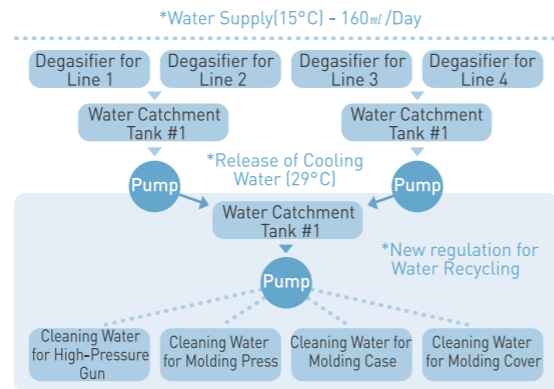 *Water Supply(15°C) - 160㎖/Day
Degasifier for
Line 1
Degasifier for
Line 2
Degasifier for
Line 3
Degasifier for
Line 4
Water Catchment
Tank #1
Water Catchment
Tank #1
*Release of Cooling
Water (29°C)
Pump
Pump
Water Catchment
Tank #1
*New regulation for
Water Recycling
Pump
Cleaning Water
for High-Pressure
Gun
Cleaning Water
for Molding Press
Cleaning Water for
Molding Case
Cleaning Water
for Molding Cover